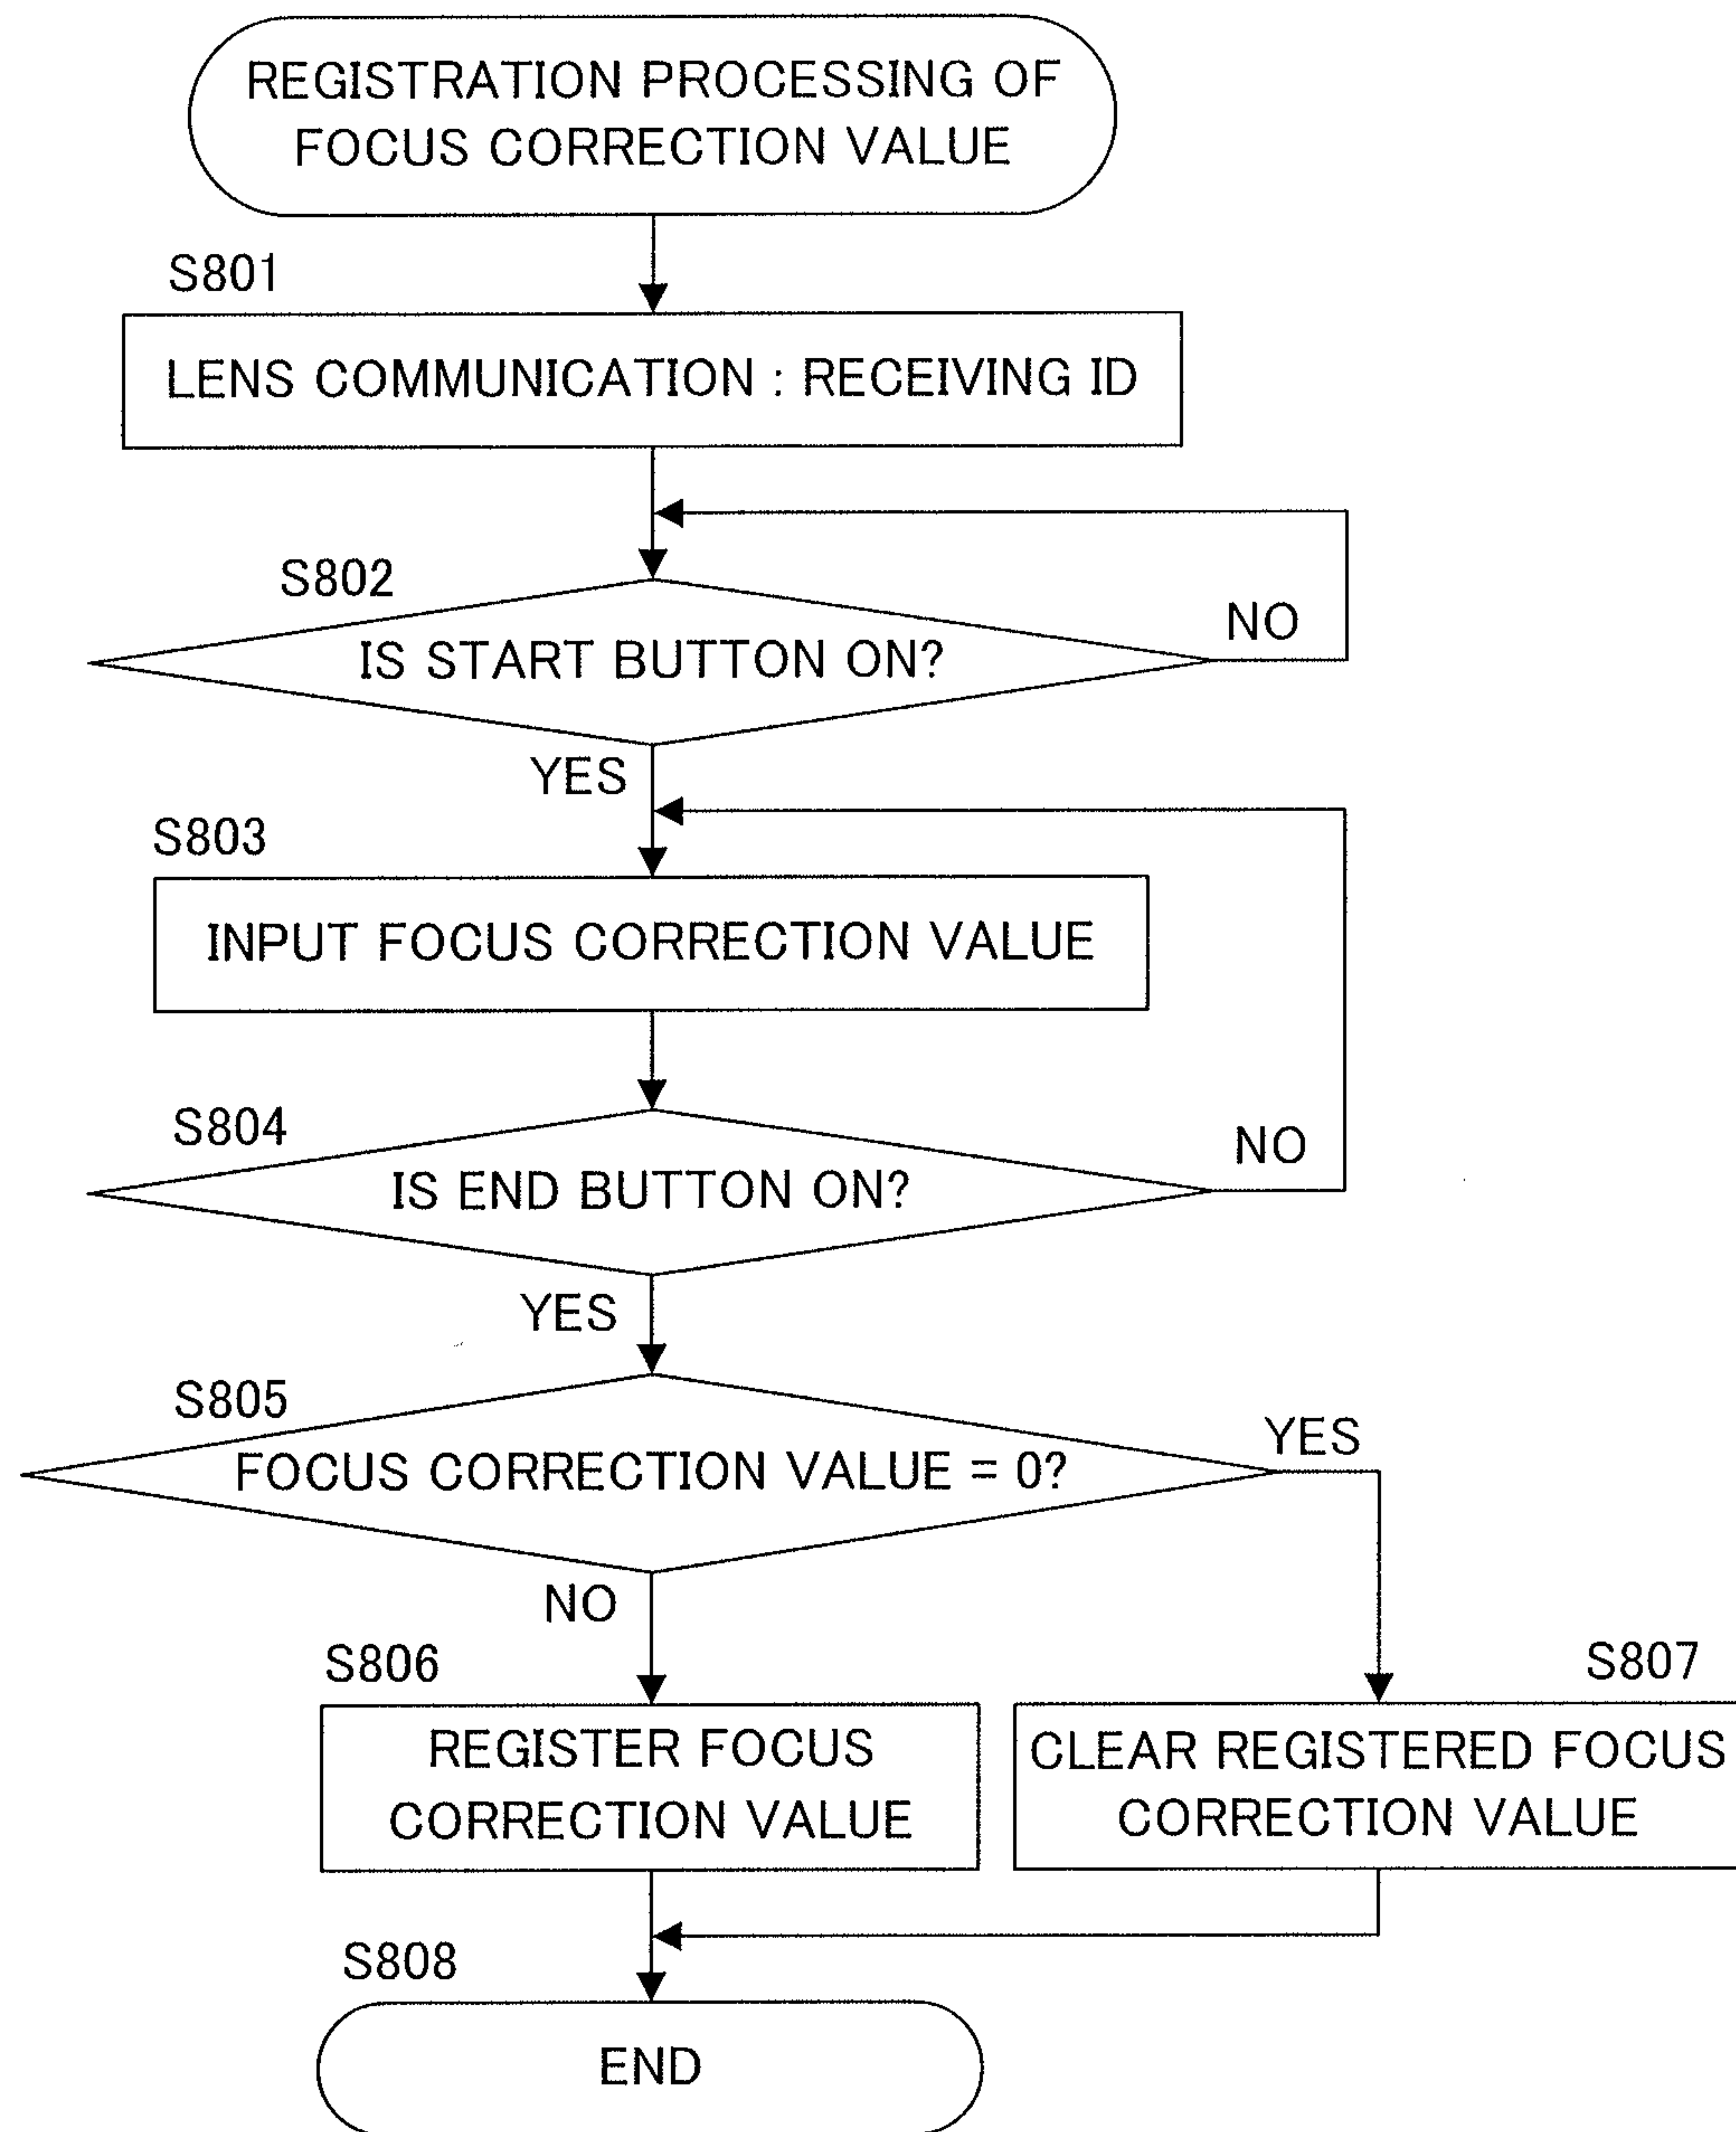 REGISTRATION PROCESSING OF
FOCUS CORRECTION VALUE
S801
LENS COMMUNICATION : RECEIVING ID
S802
IS START BUTTON ON?
NO
YES
S803
INPUT FOCUS CORRECTION VALUE
S804
IS END BUTTON ON?
NO
YES
S805
FOCUS CORRECTION VALUE = 0?
YES
NO
S806
REGISTER FOCUS
CORRECTION VALUE
S807
CLEAR REGISTERED FOCUS
CORRECTION VALUE
S808
END